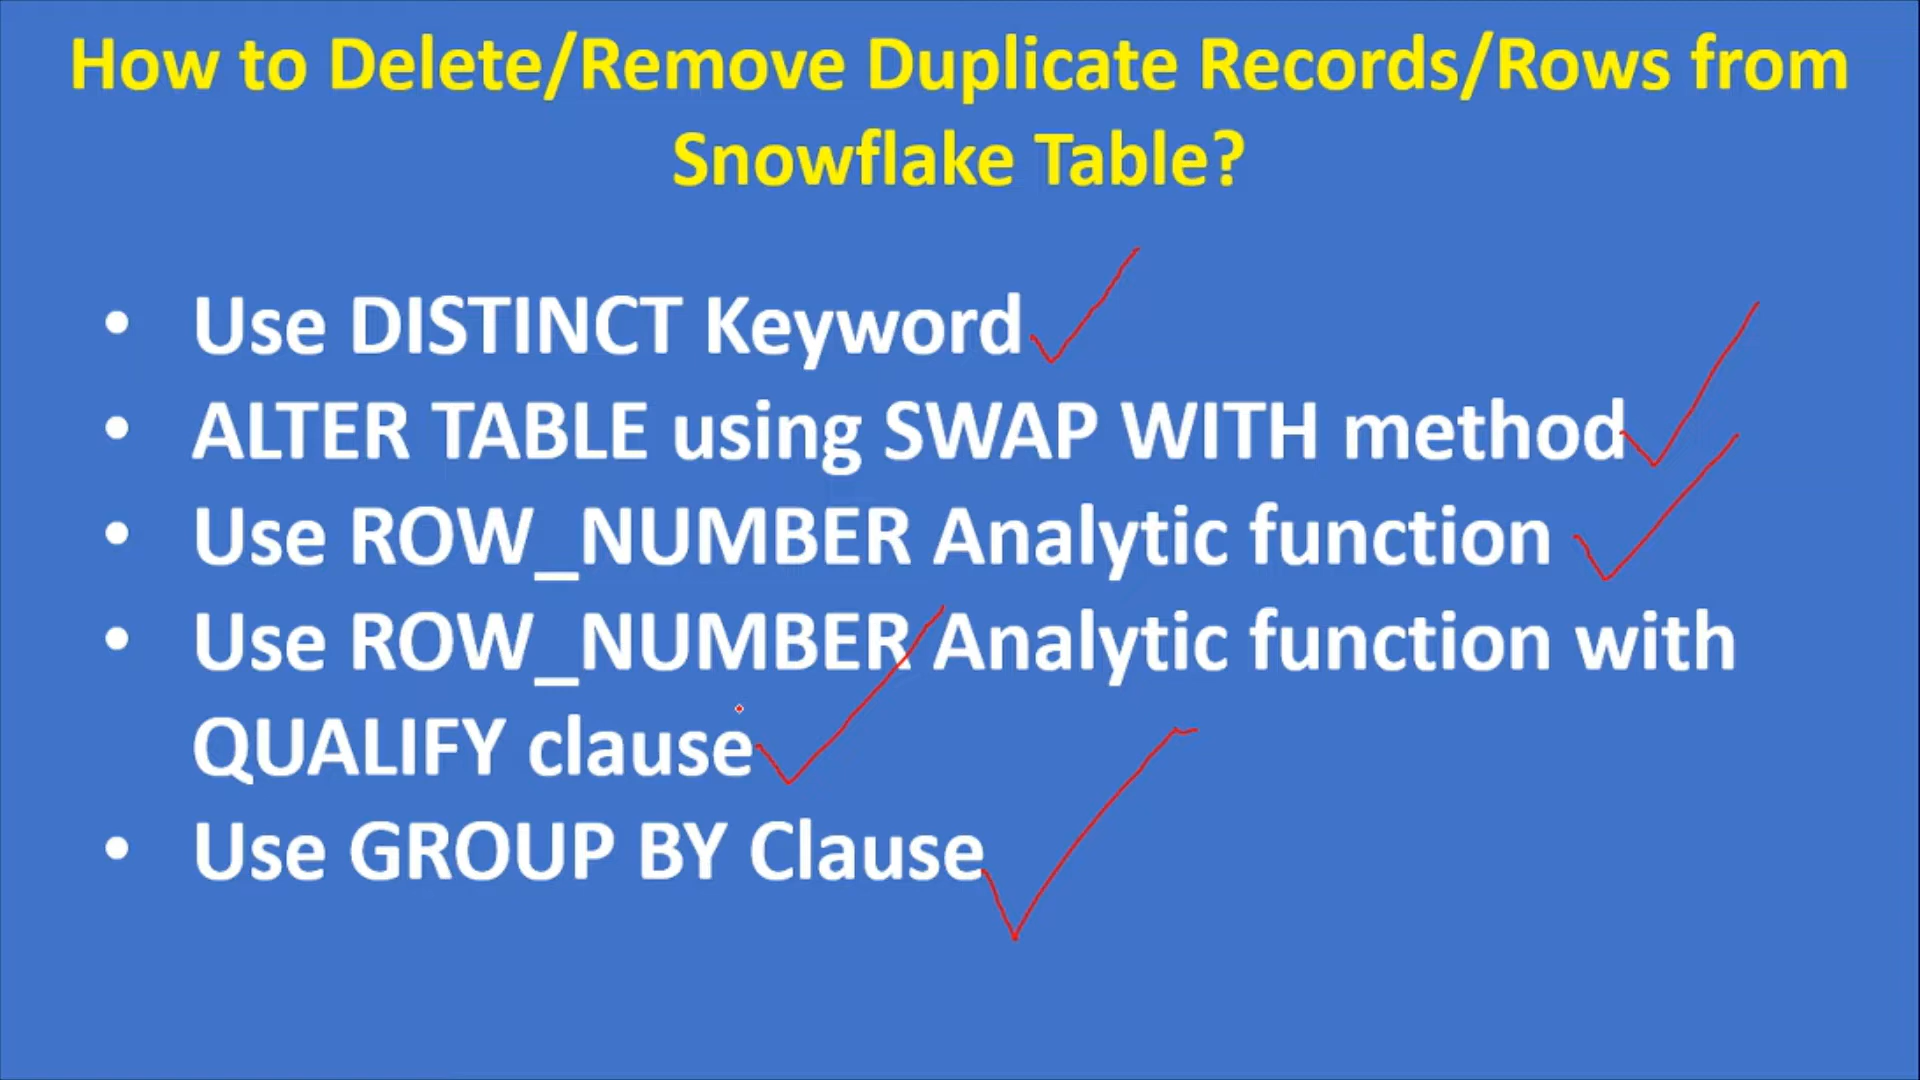 How to Delete/Remove Duplicate Records/Rows from
Snowflake Table?
• Use DISTINCT Keyword
• ALTER TABLE using SWAP WITH method
• Use ROW_NUMBER Analytic function
• Use ROW_NUMBER Analytic function with
QUALIFY clause
• Use GROUP BY Clause